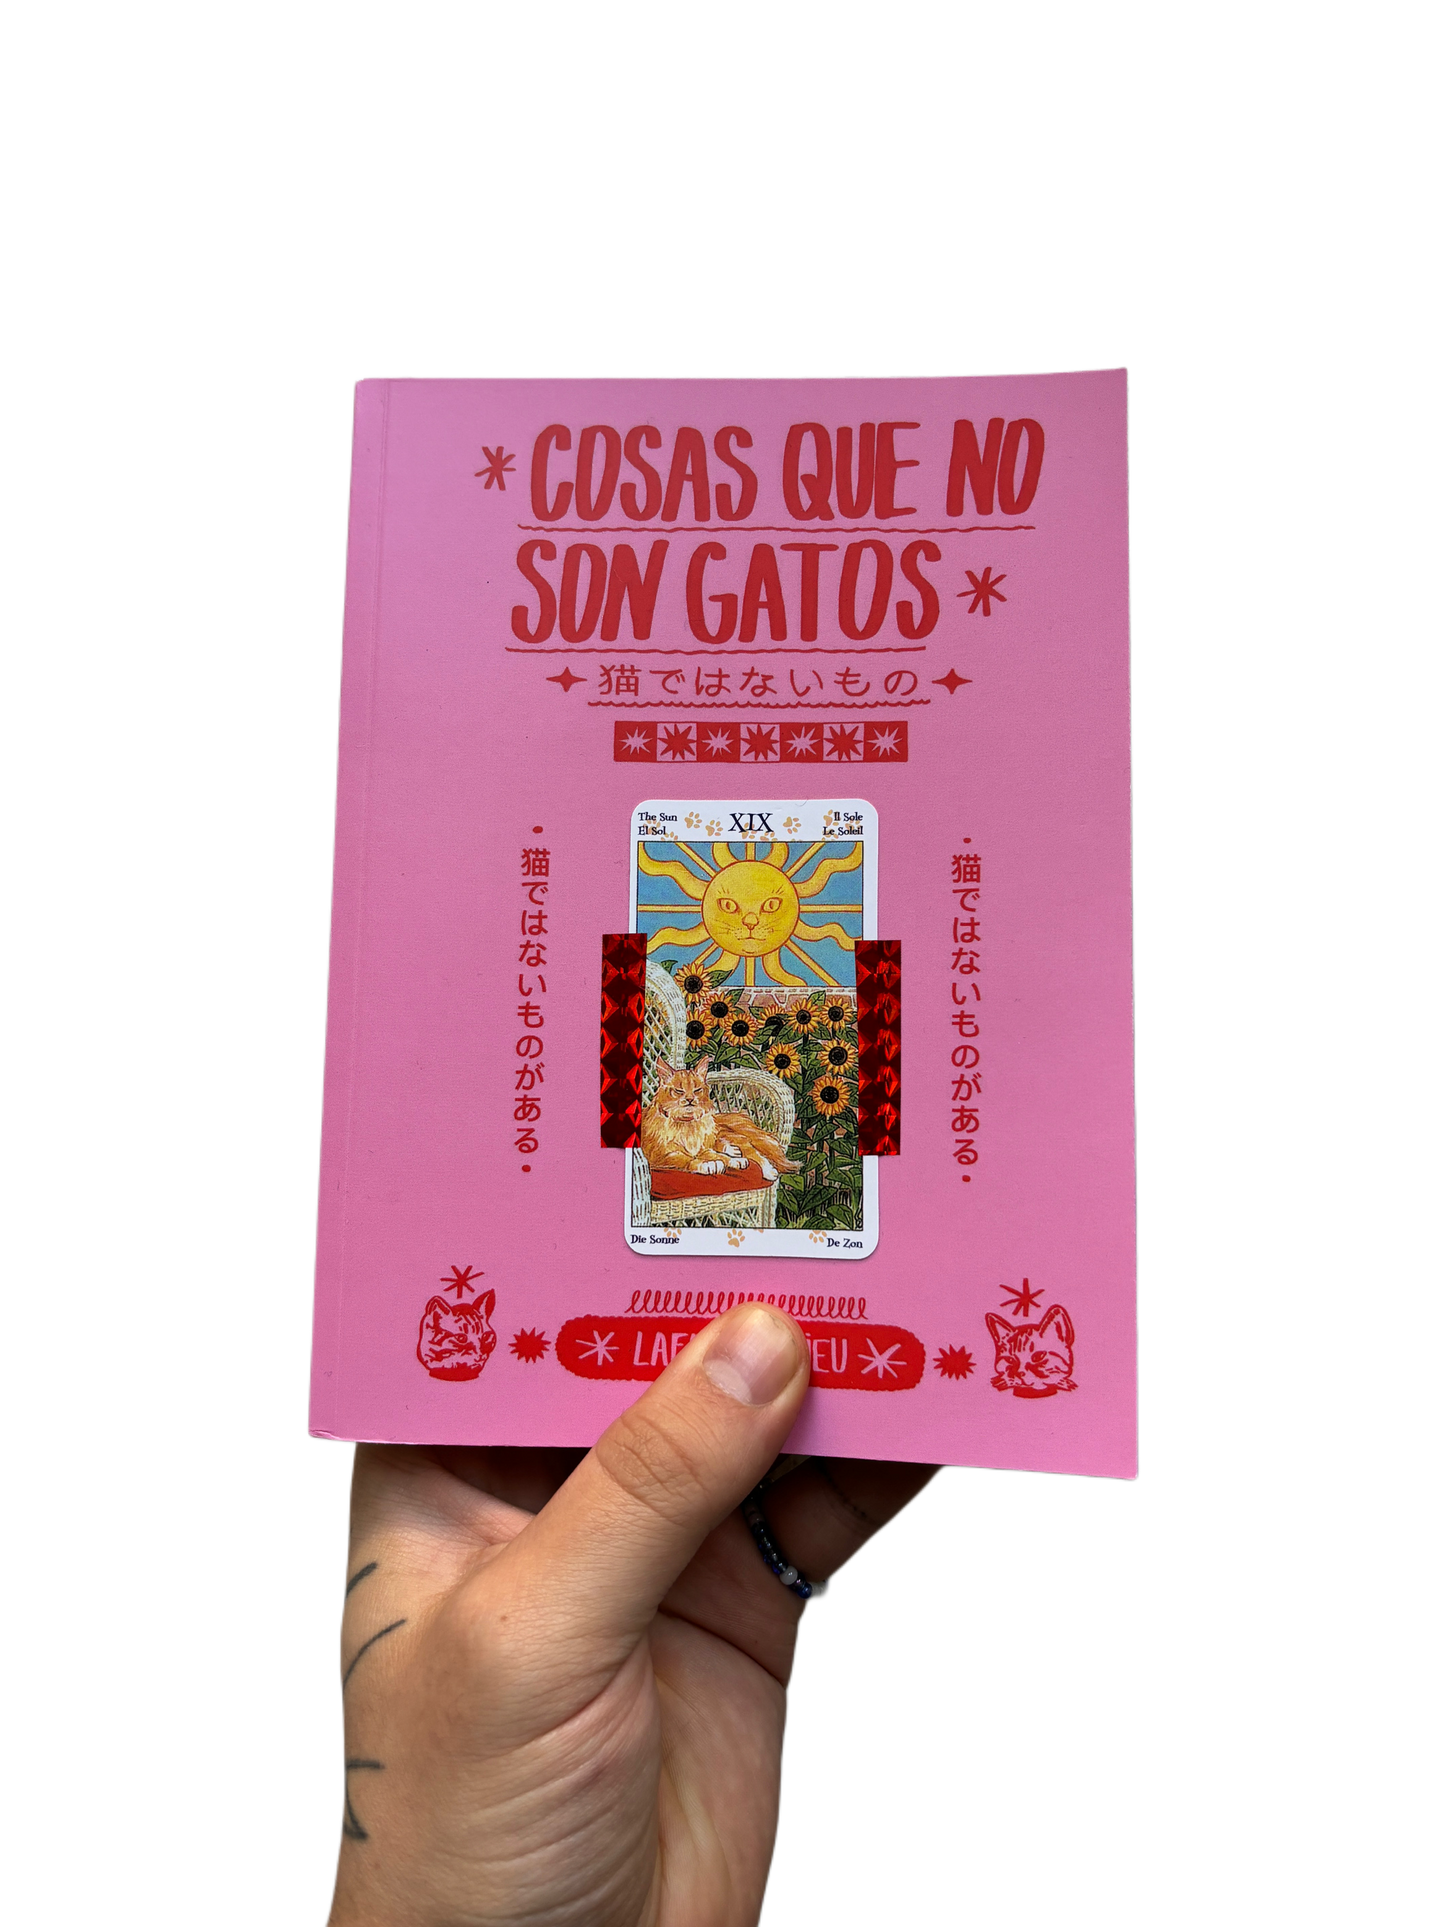 COSAS QUE NO
SON GATOS
猫ではないもの
The Sun
El Sol
XIX
Il Sole
Le Soleil
・猫ではないものがある・
・猫ではないものがある・
Die Sonne
De Zon